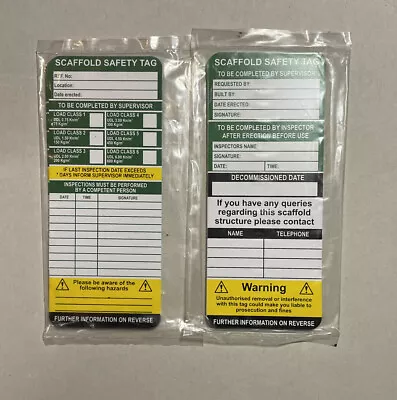 SCAFFOLD SAFETY TAG
REF. No:
Location:
Date erected:
TO BE COMPLETED BY SUPERVISOR
LOAD CLASS 1
LOAD CLASS 4
LOAD CLASS 2
LOAD CLASS 5
LOAD CLASS 3
LOAD CLASS 6
IF LAST INSPECTION DATE EXCEEDS
7 DAYS INFORM SUPERVISOR IMMEDIATELY
INSPECTIONS MUST BE PERFORMED
BY A COMPETENT PERSON
DATE TIME SIGNATURE
Please be aware of the
following hazards
FURTHER INFORMATION ON REVERSE
SCAFFOLD SAFETY TAG
TO BE COMPLETED BY SUPERVISOR
REQUESTED BY:
BUILT BY:
DATE ERECTED:
SIGNATURE:
TO BE COMPLETED BY INSPECTOR
AFTER ERECTION BEFORE USE
INSPECTORS NAME:
SIGNATURE:
DATE: TIME:
DECOMMISSIONED DATE
If you have any queries
regarding this scaffold
structure please contact
NAME TELEPHONE
Warning
Unauthorised removal or interference
with this tag could make you liable to
prosecution and fines
FURTHER INFORMATION ON REVERSE